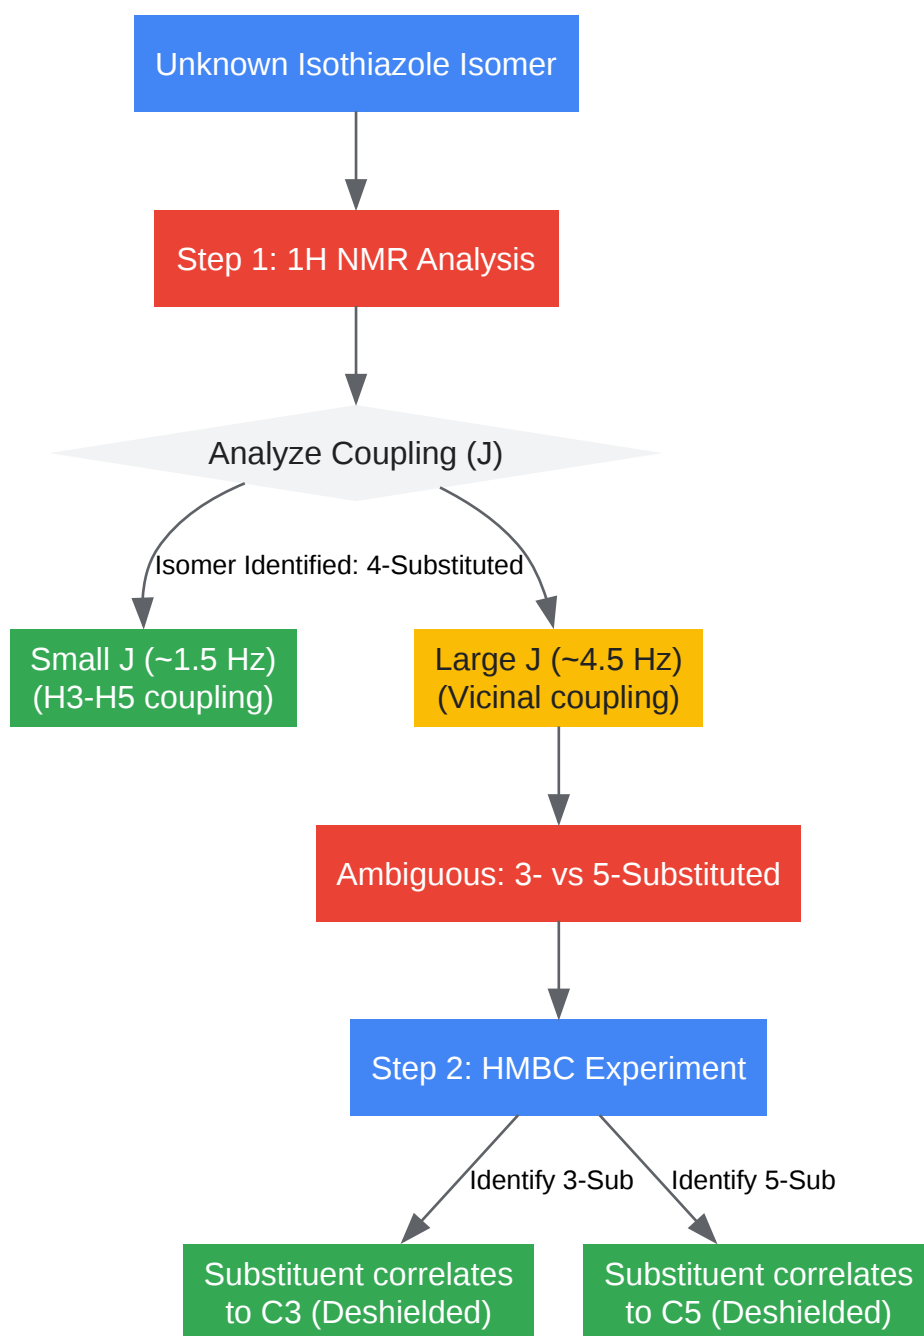 Unknown Isothiazole Isomer
Step 1: 1H NMR Analysis
Analyze Coupling (J)
Isomer Identified: 4-Substituted
Small J (~1.5 Hz)
(H3-H5 coupling)
Large J (~4.5 Hz)
(Vicinal coupling)
Ambiguous: 3- vs 5-Substituted
Step 2: HMBC Experiment
Identify 3-Sub
Identify 5-Sub
Substituent correlates
to C3 (Deshielded)
Substituent correlates
to C5 (Deshielded)